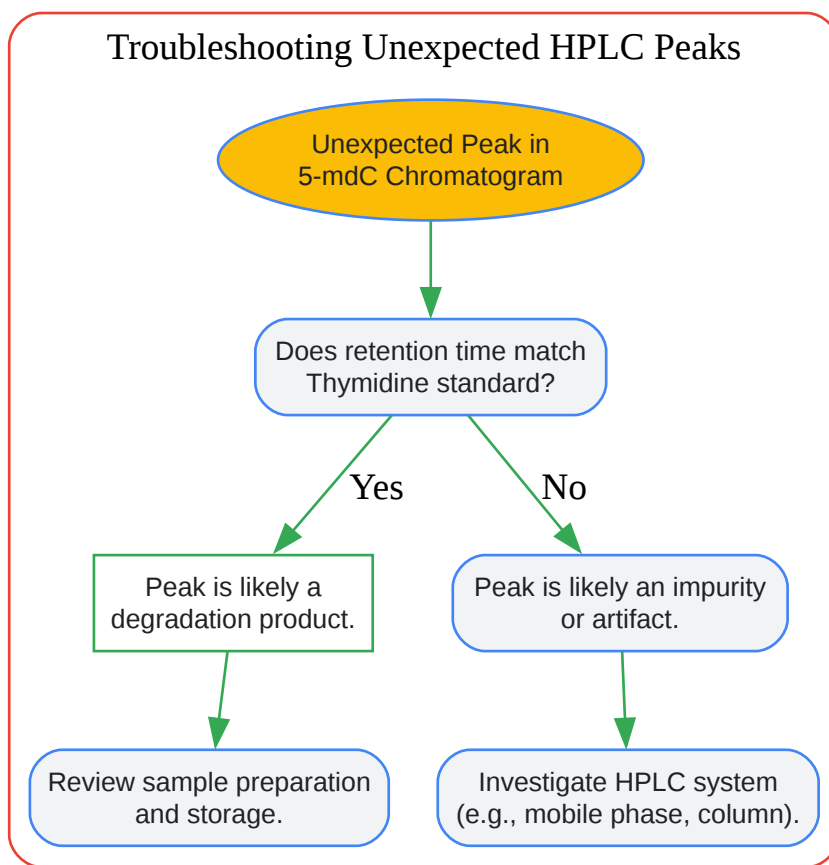 Troubleshooting Unexpected HPLC Peaks
Unexpected Peak in
5-mdC Chromatogram
Does retention time match
Thymidine standard?
Yes
No
Peak is likely a
degradation product.
Peak is likely an impurity
or artifact.
Review sample preparation
and storage.
Investigate HPLC system
(e.g., mobile phase, column).